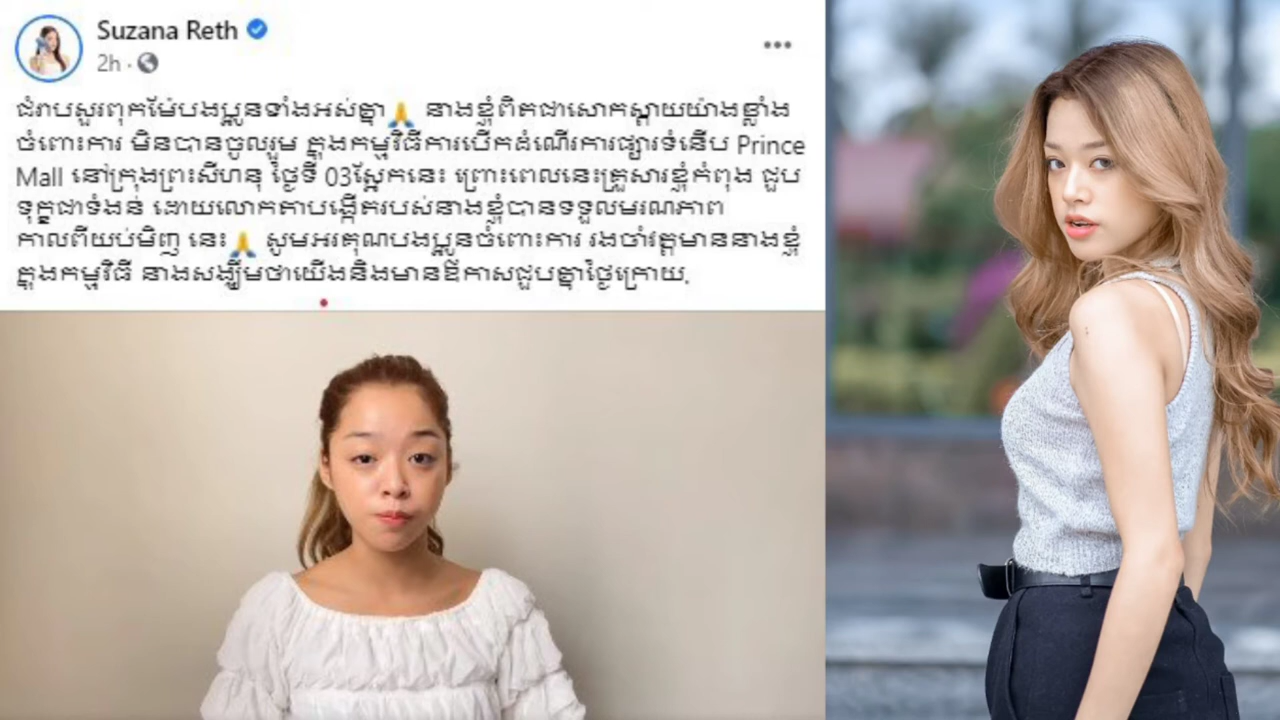 Suzana Reth
2h
ជំរាបសួរពុកម៉ែបងប្អូនទាំងអស់គ្នា🙏 នាងខ្ញុំពិតជាសោកស្ដាយយ៉ាងខ្លាំង
ចំពោះការ មិនបានចូលរួម ក្នុងកម្មវិធីការបើកដំណើរការផ្សារទំនើប Prince
Mall នៅក្រុងព្រះសីហនុ ថ្ងៃទី 03ស្អែកនេះ ព្រោះពេលនេះគ្រួសារខ្ញុំកំពុង ជួប
ទុក្ខជាទំងន់ ដោយលោកតាបង្កើតរបស់នាងខ្ញុំបានទទួលមរណភាព
កាលពីយប់មិញ នេះ🙏 សូមអរគុណបងប្អូនចំពោះការ រងចាំវត្តមាននាងខ្ញុំ
ក្នុងកម្មវិធី នាងសង្ឃឹមថាយើងនិងមានឱកាសជួបគ្នាថ្ងៃក្រោយ.